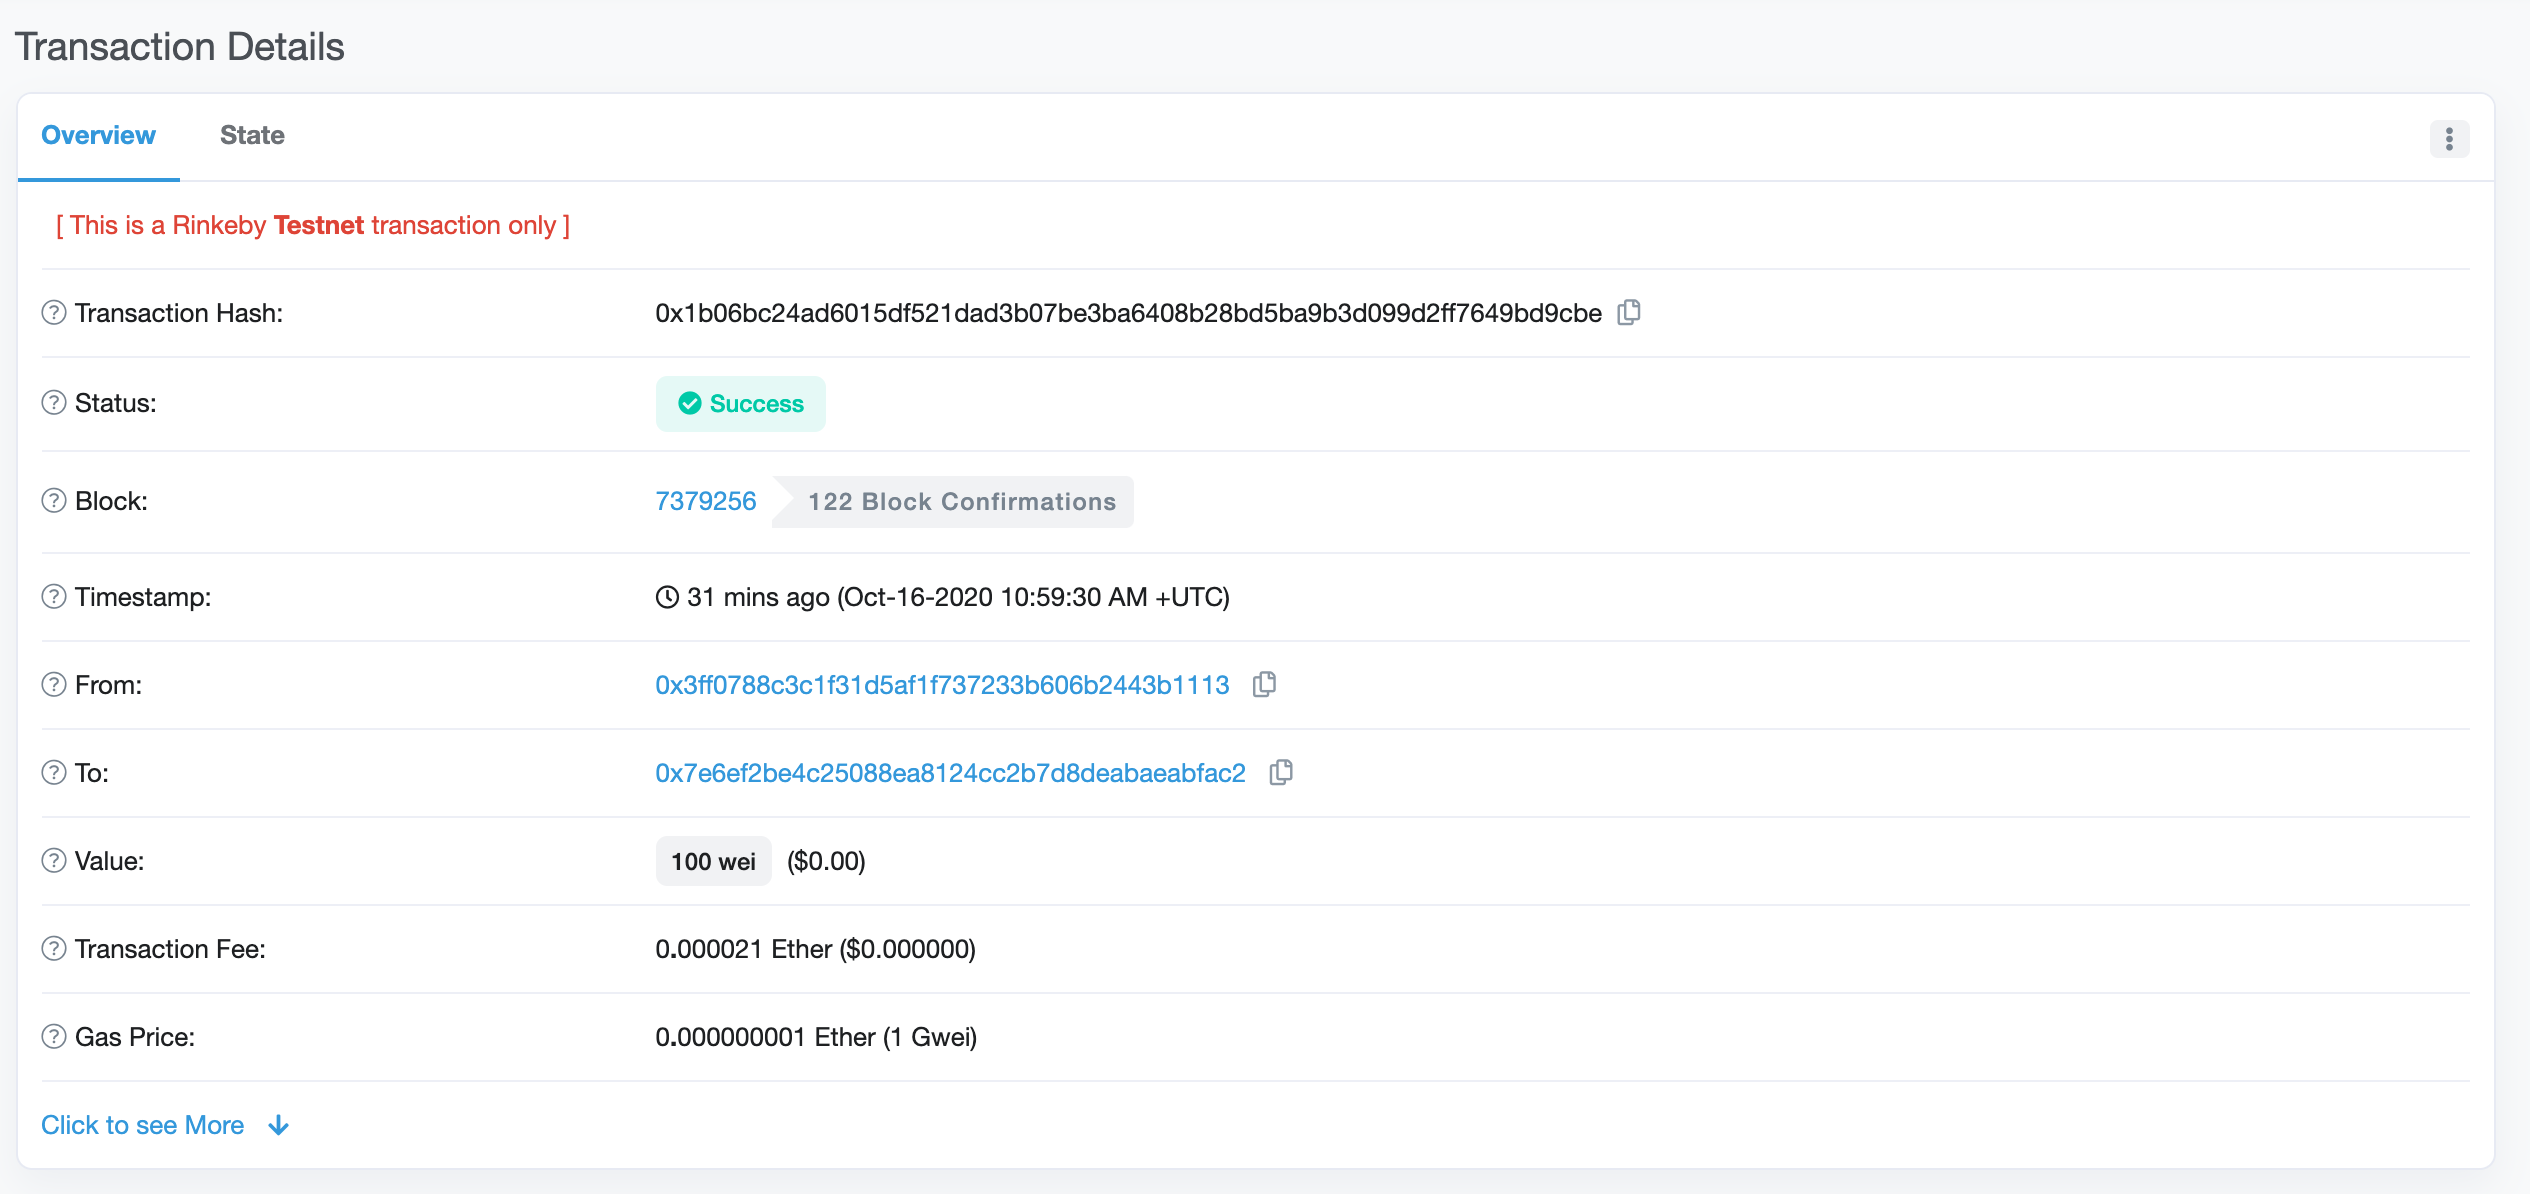 Transaction Details
Overview State
[ This is a Rinkeby Testnet transaction only ]
Transaction Hash: 0x1b06bc24ad6015df521dad3b07be3ba6408b28bd5ba9b3d099d2ff7649bd9cbe
Status: Success
Block: 7379256 122 Block Confirmations
Timestamp: 31 mins ago (Oct-16-2020 10:59:30 AM +UTC)
From: 0x3ff0788c3c1f31d5af1f737233b606b2443b1113
To: 0x7e6ef2be4c25088ea8124cc2b7d8deabaeabfac2
Value: 100 wei ($0.00)
Transaction Fee: 0.000021 Ether ($0.000000)
Gas Price: 0.000000001 Ether (1 Gwei)
Click to see More